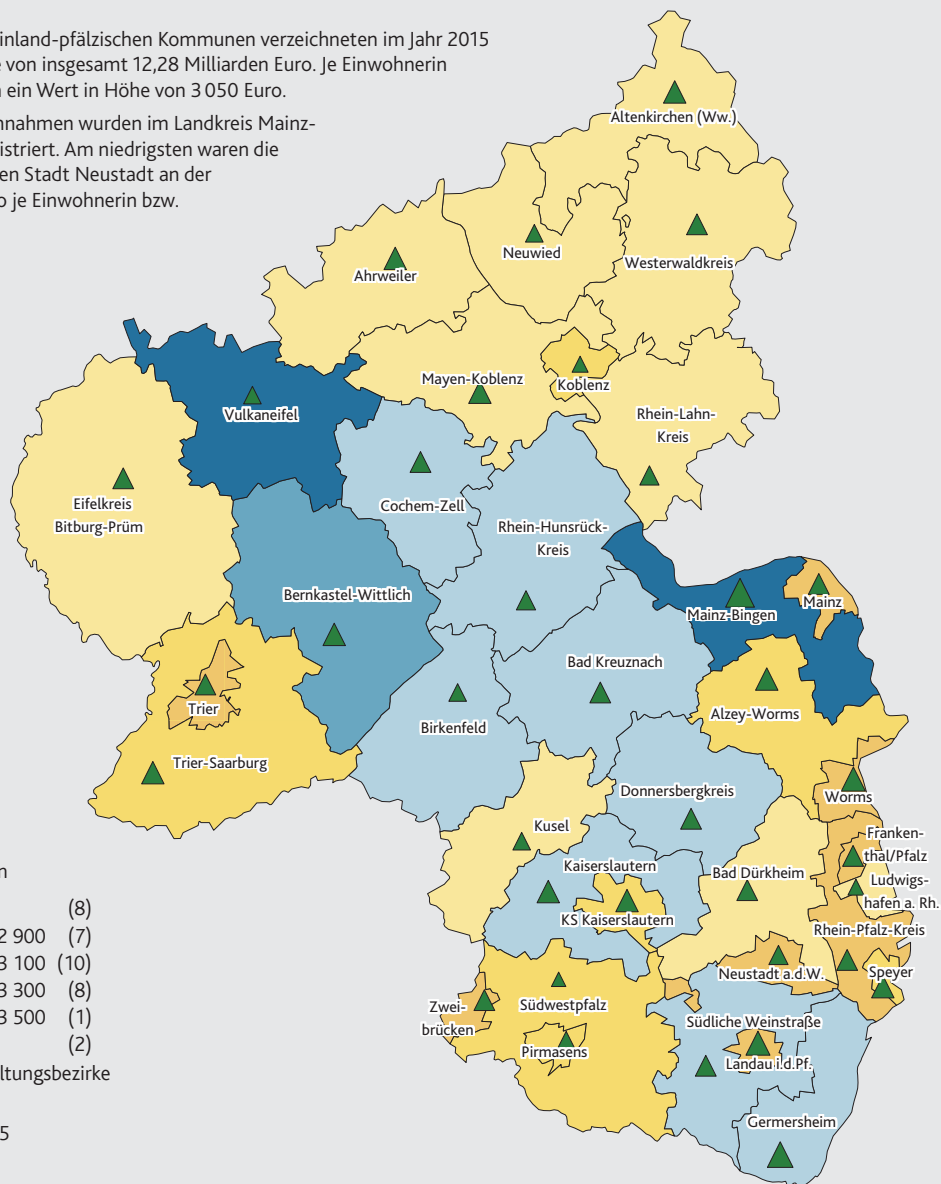 inland-pfälzischen Kommunen verzeichneten im Jahr 2015
von insgesamt 12,28 Milliarden Euro. Je Einwohnerin
ein Wert in Höhe von 3 050 Euro.
nnahmen wurden im Landkreis Mainz-
istriert. Am niedrigsten waren die
en Stadt Neustadt an der
o je Einwohnerin bzw.
Altenkirchen (Ww.)
Neuwied
Westerwaldkreis
Ahrweiler
Mayen-Koblenz
Koblenz
Vulkaneifel
Rhein-Lahn-
Kreis
Eifelkreis
Bitburg-Prüm
Cochem-Zell
Rhein-Hunsrück-
Kreis
Bernkastel-Wittlich
Mainz-Bingen
Mainz
Bad Kreuznach
Trier
Birkenfeld
Alzey-Worms
Trier-Saarburg
Donnersbergkreis
Worms
Kusel
Franken-
thal/Pfalz
Kaiserslautern
Bad Dürkheim
Ludwigs-
hafen a. Rh.
KS Kaiserslautern
Rhein-Pfalz-Kreis
Neustadt a.d.W.
Speyer
Zwei-
brücken
Südwestpfalz
Südliche Weinstraße
Pirmasens
Landau i.d.Pf.
Germersheim
n
(8)
2 900 (7)
3 100 (10)
3 300 (8)
3 500 (1)
(2)
ltungsbezirke
5